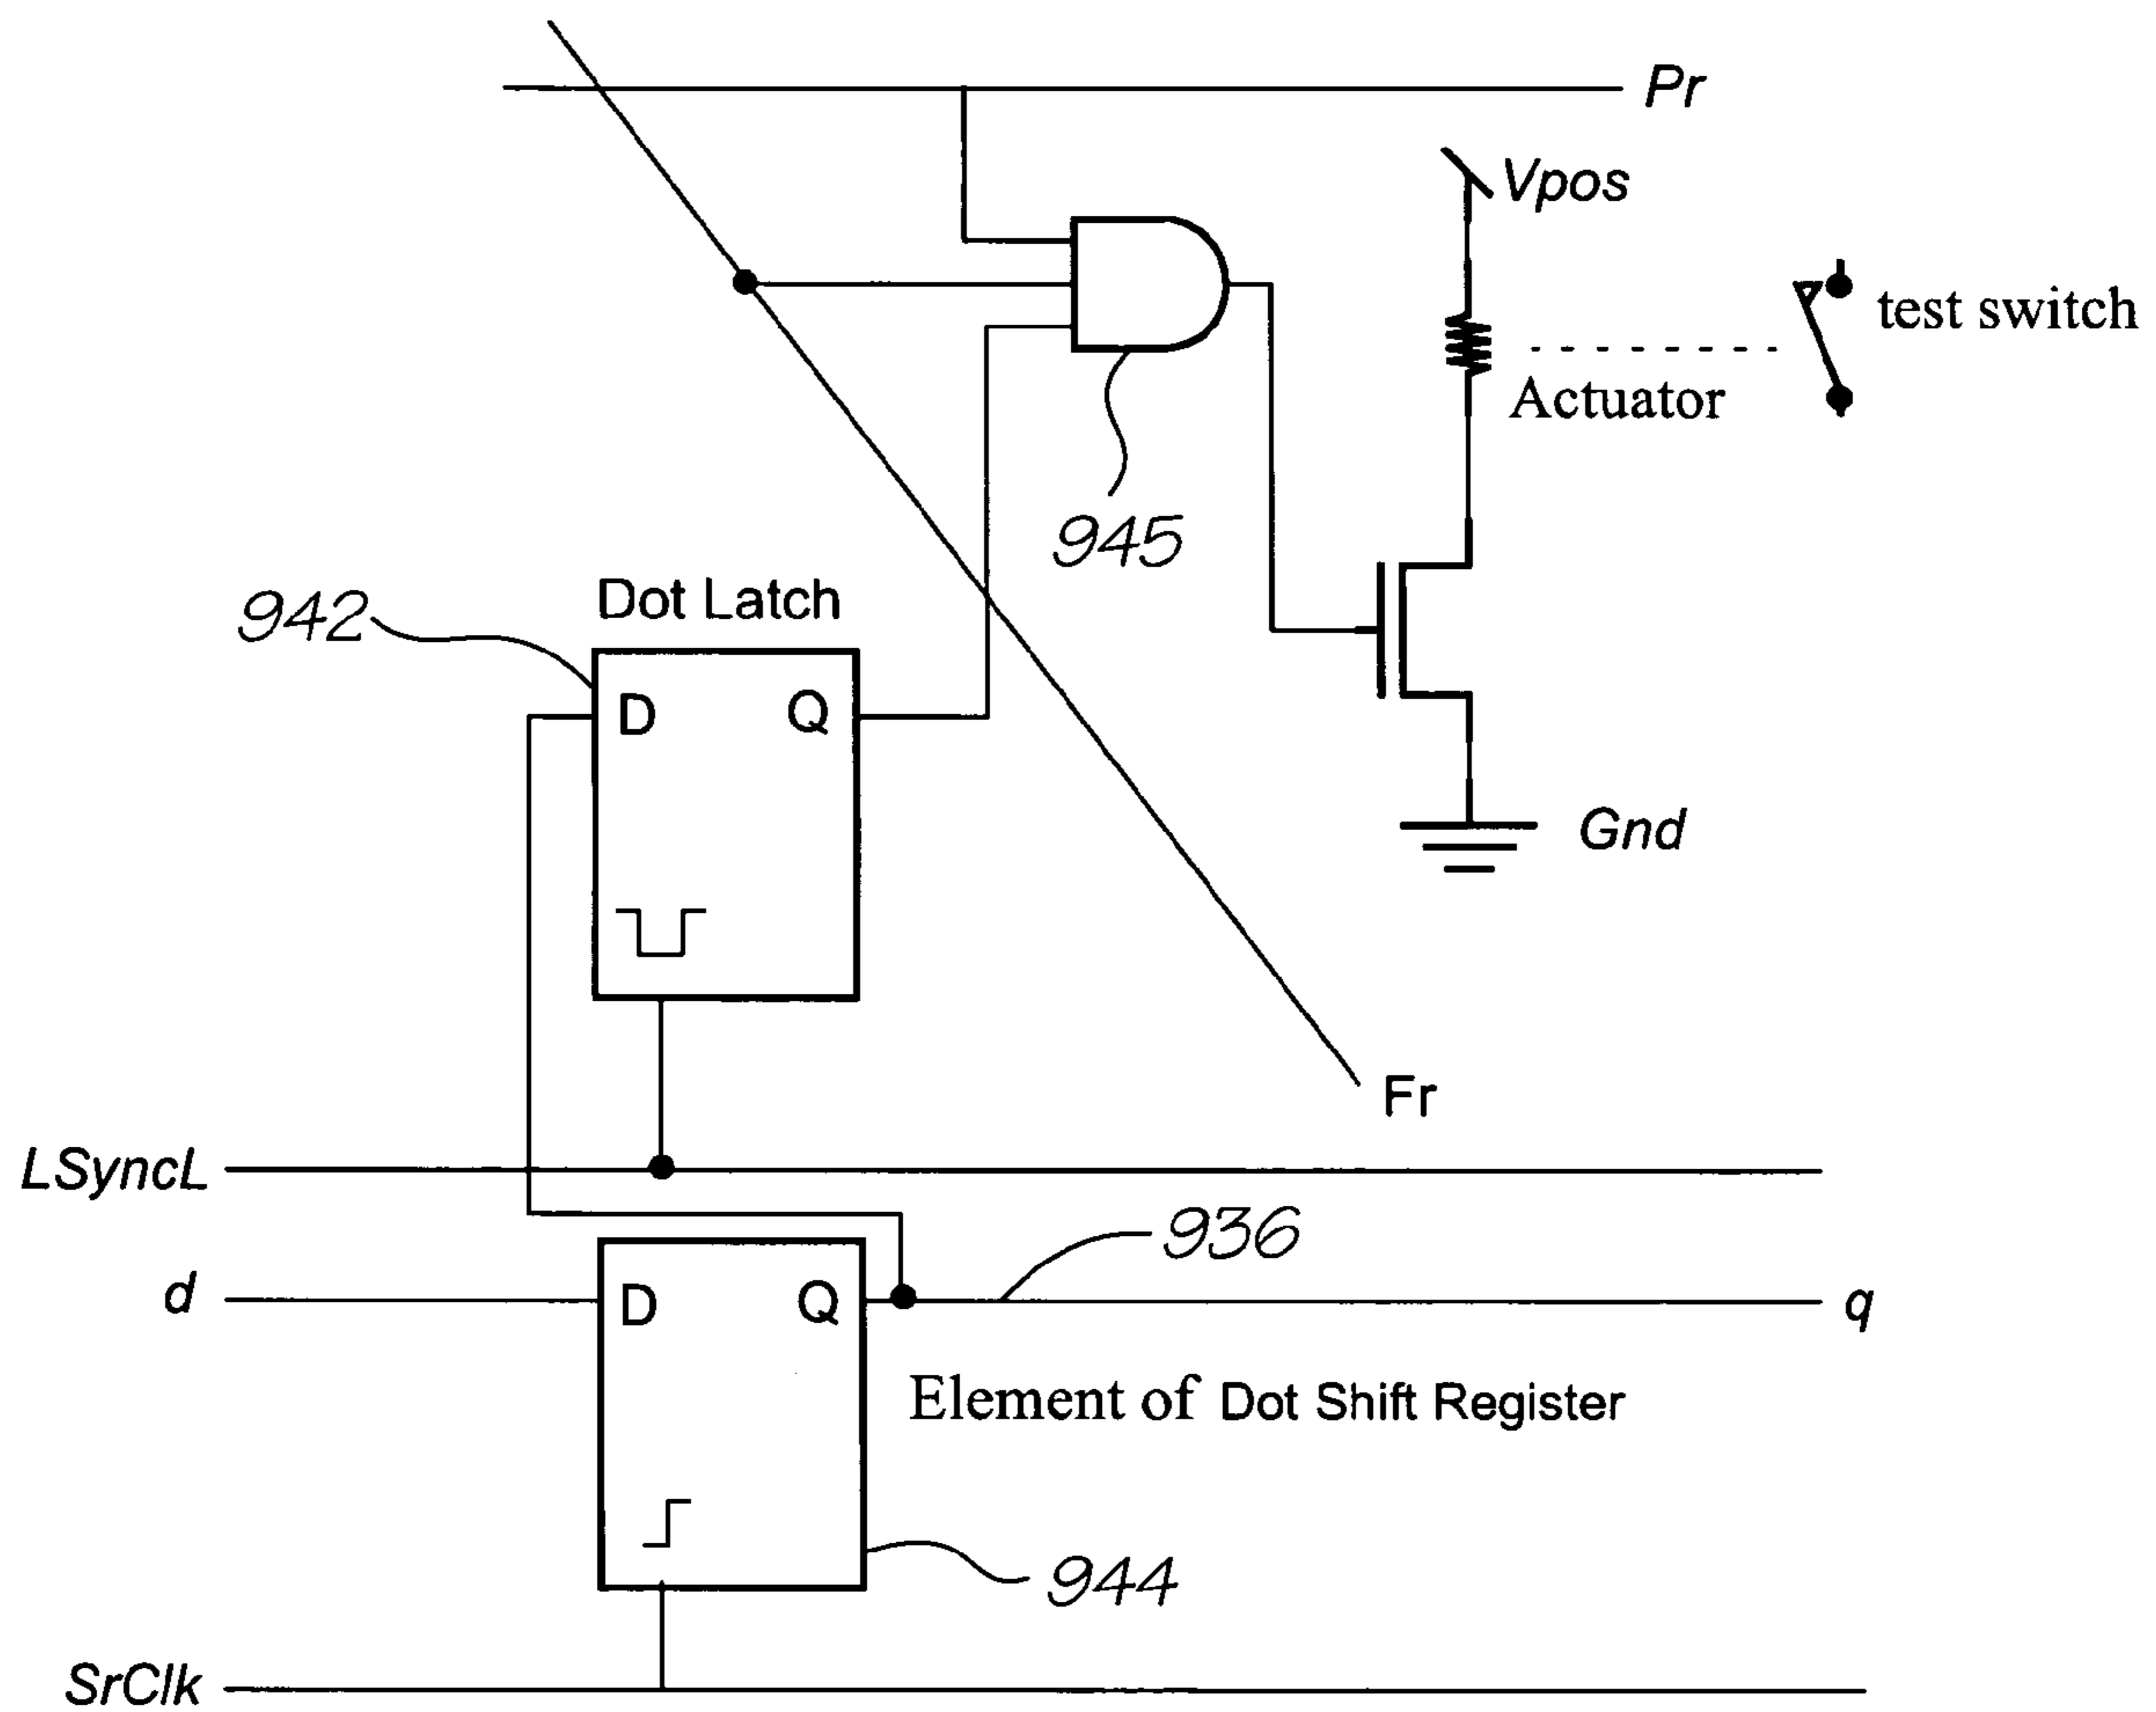 Pr
Vpos
test switch
Actuator
945
Dot Latch
942
D Q
Gnd
Fr
LSyncL
936
d
D Q
q
Element of Dot Shift Register
944
SrClk